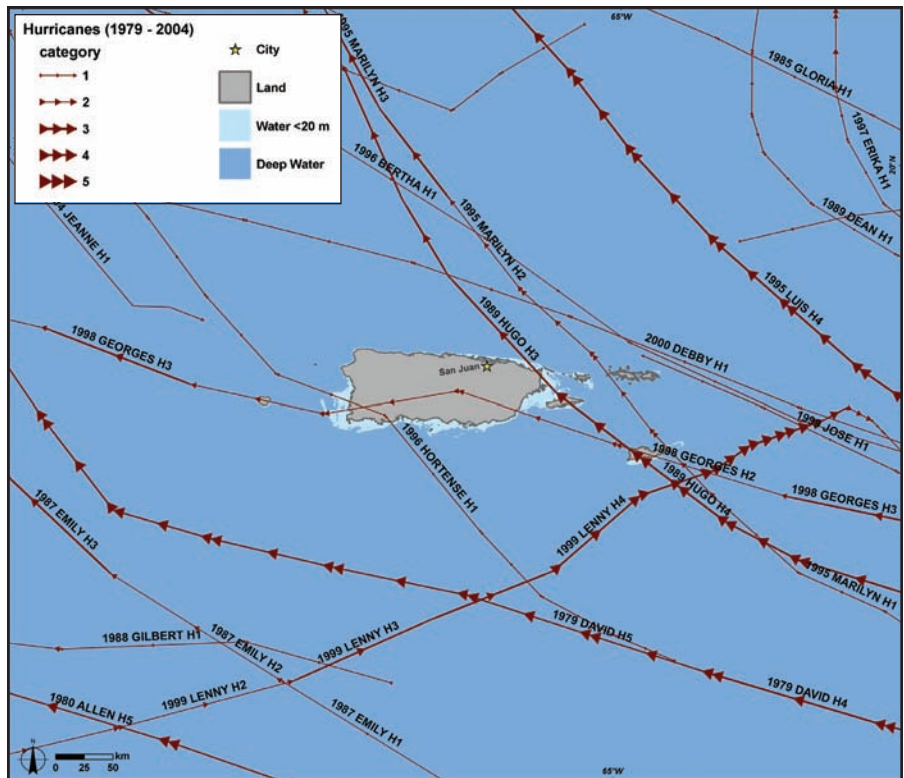 Hurricanes (1979 - 2004)
category
1
2
3
4
5
City
Land
Water <20 m
Deep Water
65°W
1995 MARILYN H3
1985 GLORIA H1
1997 ERIKA H1
20°N
1996 BERTHA H1
1989 DEAN H1
JEANNE H1
1995 MARILYN H2
1995 LUIS H4
1989 HUGO H3
1998 GEORGES H3
2000 DEBBY H1
San Juan
JOSE H1
1996 HORTENSE H1
1998 GEORGES H2
1989 HUGO H4
1998 GEORGES H3
1999 LENNY H4
1987 EMILY H3
1995 MARILYN H1
1988 GILBERT H1
1987 EMILY H2
1999 LENNY H3
1979 DAVID H5
1999 LENNY H2
1979 DAVID H4
1980 ALLEN H5
1987 EMILY H1
N
0 25 50 km
65°W